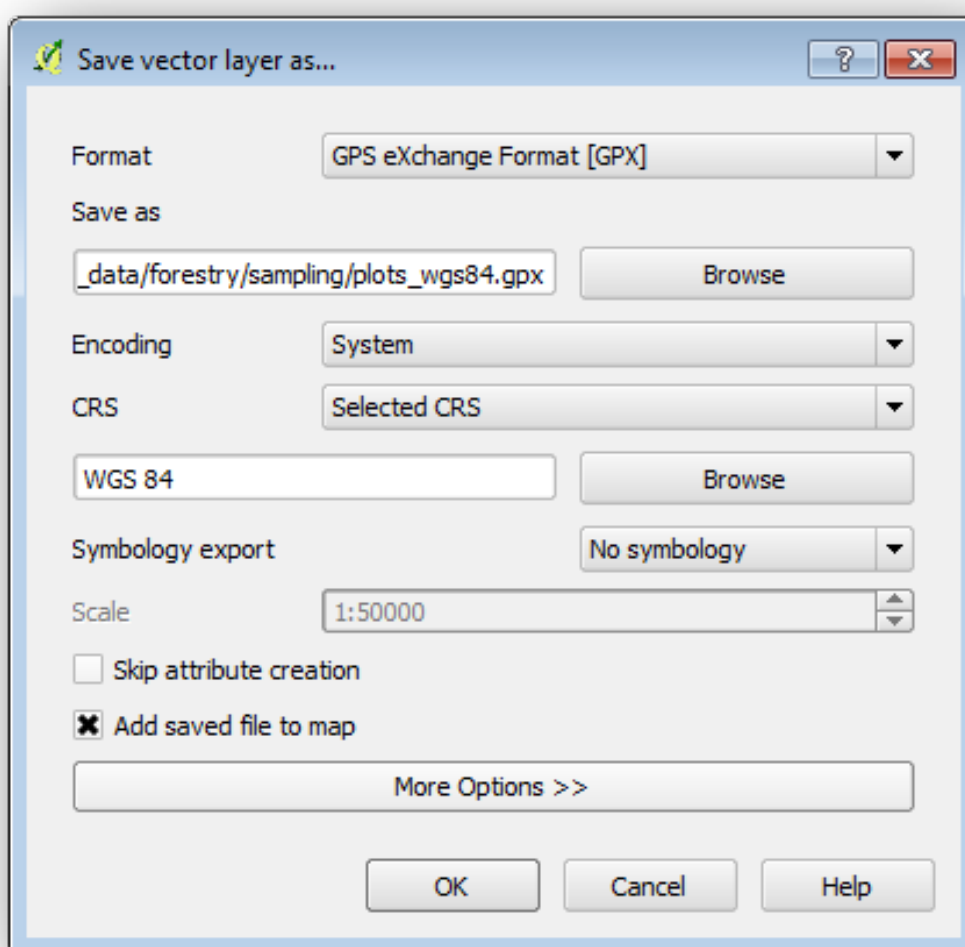 Save vector layer as...
Format GPS eXchange Format [GPX]
Save as
_data/forestry/sampling/plots_wgs84.gpx Browse
Encoding System
CRS Selected CRS
WGS 84 Browse
Symbology export No symbology
Scale 1:50000
Skip attribute creation
Add saved file to map
More Options >>
OK Cancel Help